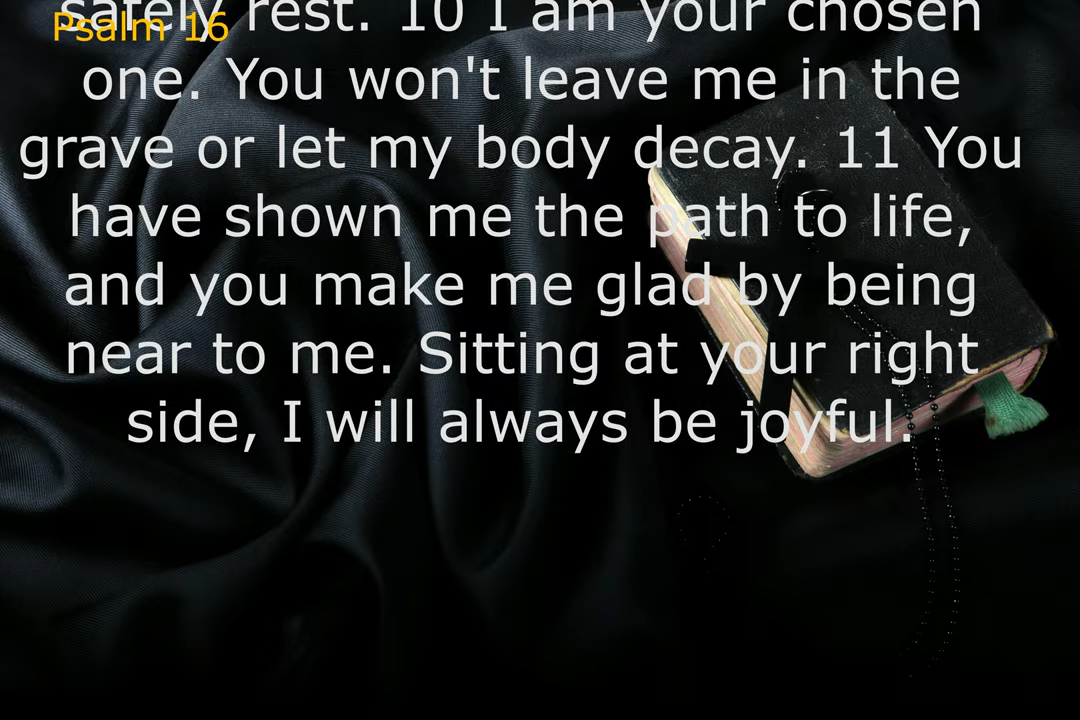 safely rest. 10 I am your chosen
Psalm 16
one. You won't leave me in the
grave or let my body decay. 11 You
have shown me the path to life,
and you make me glad by being
near to me. Sitting at your right
side, I will always be joyful.